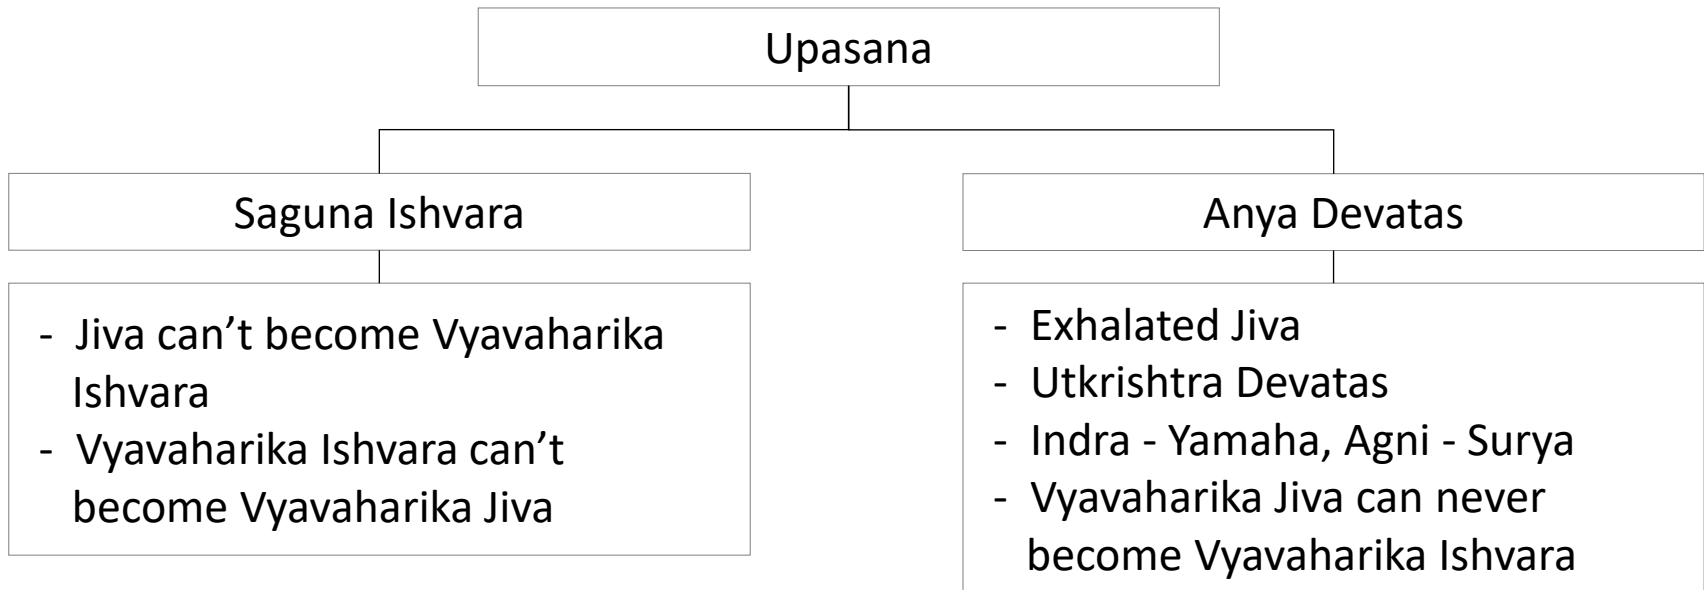 Upasana
Saguna Ishvara
- Jiva can’t become Vyavaharika
Ishvara
- Vyavaharika Ishvara can’t
become Vyavaharika Jiva
Anya Devatas
- Exhalated Jiva
- Utkrishtra Devatas
- Indra - Yamaha, Agni - Surya
- Vyavaharika Jiva can never
become Vyavaharika Ishvara